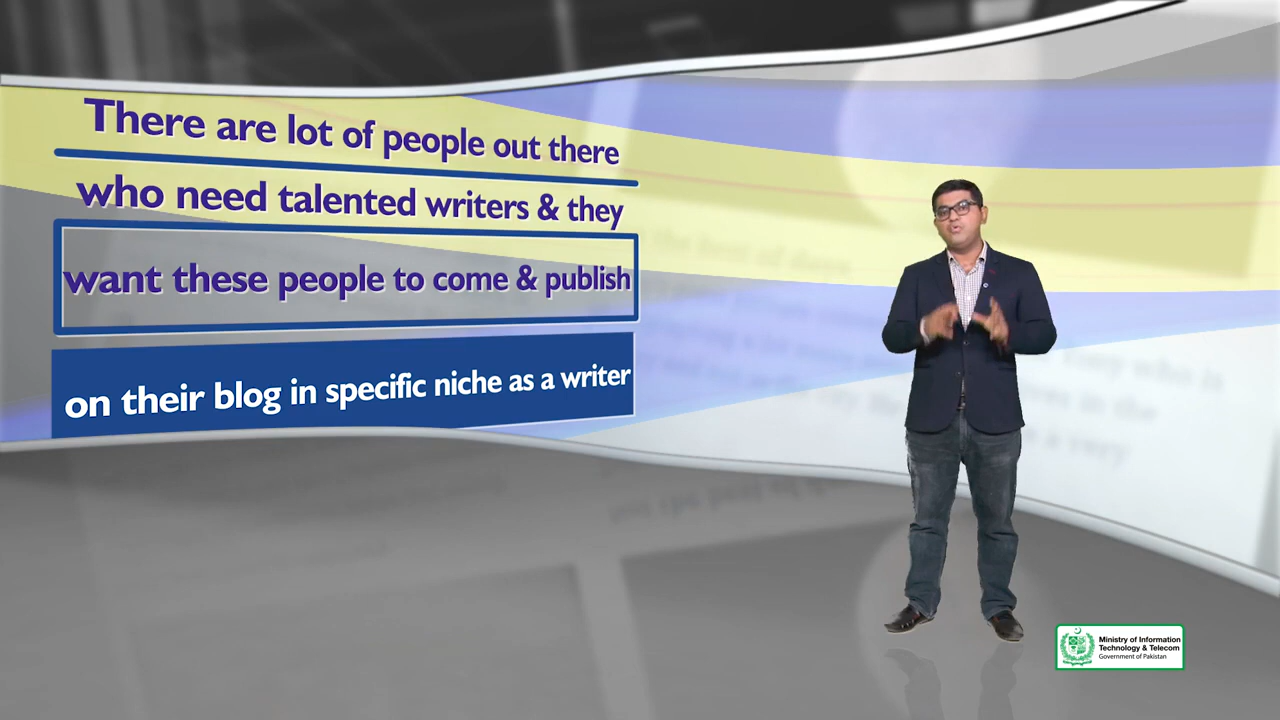 There are lot of people out there
who need talented writers & they
want these people to come & publish
on their blog in specific niche as a writer
Ministry of Information
Technology & Telecom
Government of Pakistan